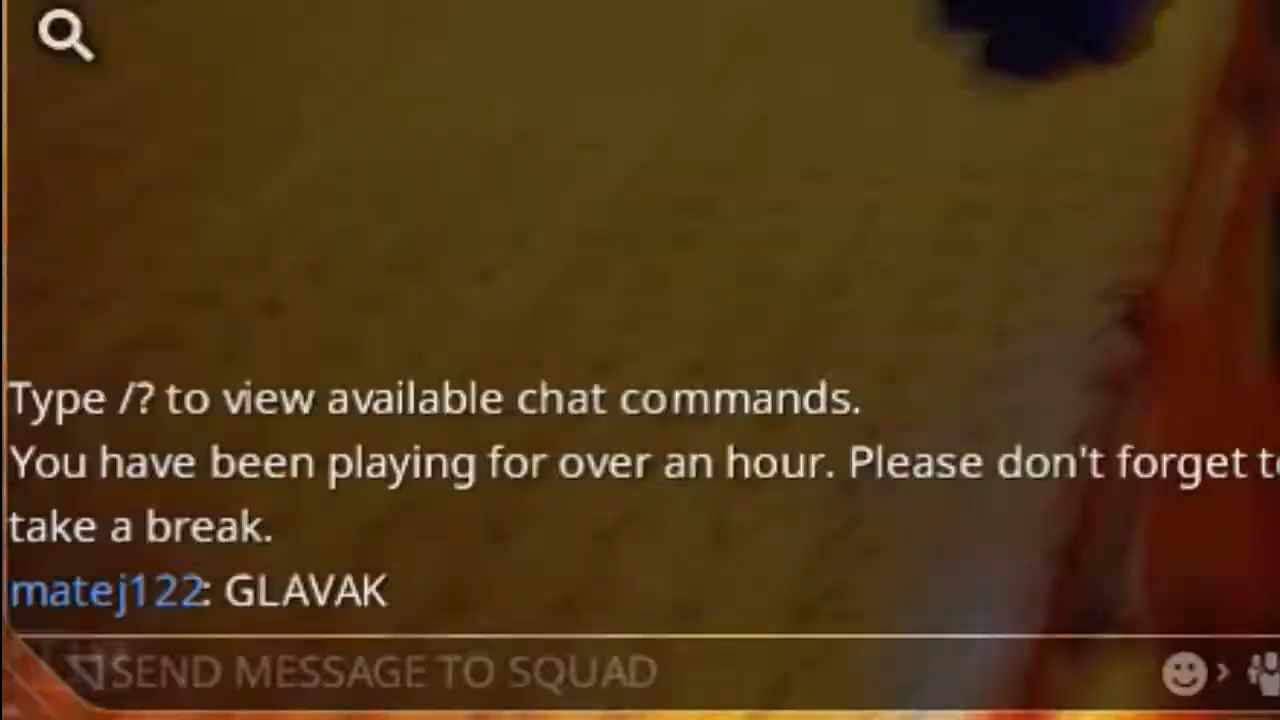 Type /? to view available chat commands.
You have been playing for over an hour. Please don't forget
take a break.
matej122: GLAVAK
SEND MESSAGE TO SQUAD